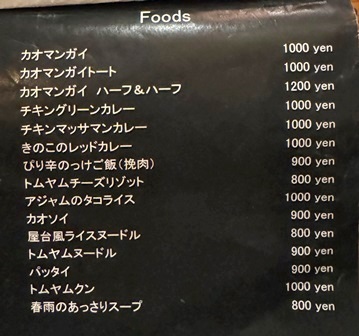 Foods
カオマンガイ 1000 yen
カオマンガイトート 1000 yen
カオマンガイ ハーフ＆ハーフ 1200 yen
チキングリーンカレー 1000 yen
チキンマッサマンカレー 1000 yen
きのこのレッドカレー 1000 yen
ぴり辛のっけご飯（挽肉） 900 yen
トムヤムチーズリゾット 800 yen
アジャムのタコライス 1000 yen
カオソイ 900 yen
屋台風ライスヌードル 800 yen
トムヤムヌードル 900 yen
パッタイ 900 yen
トムヤムクン 1000 yen
春雨のあっさりスープ 800 yen